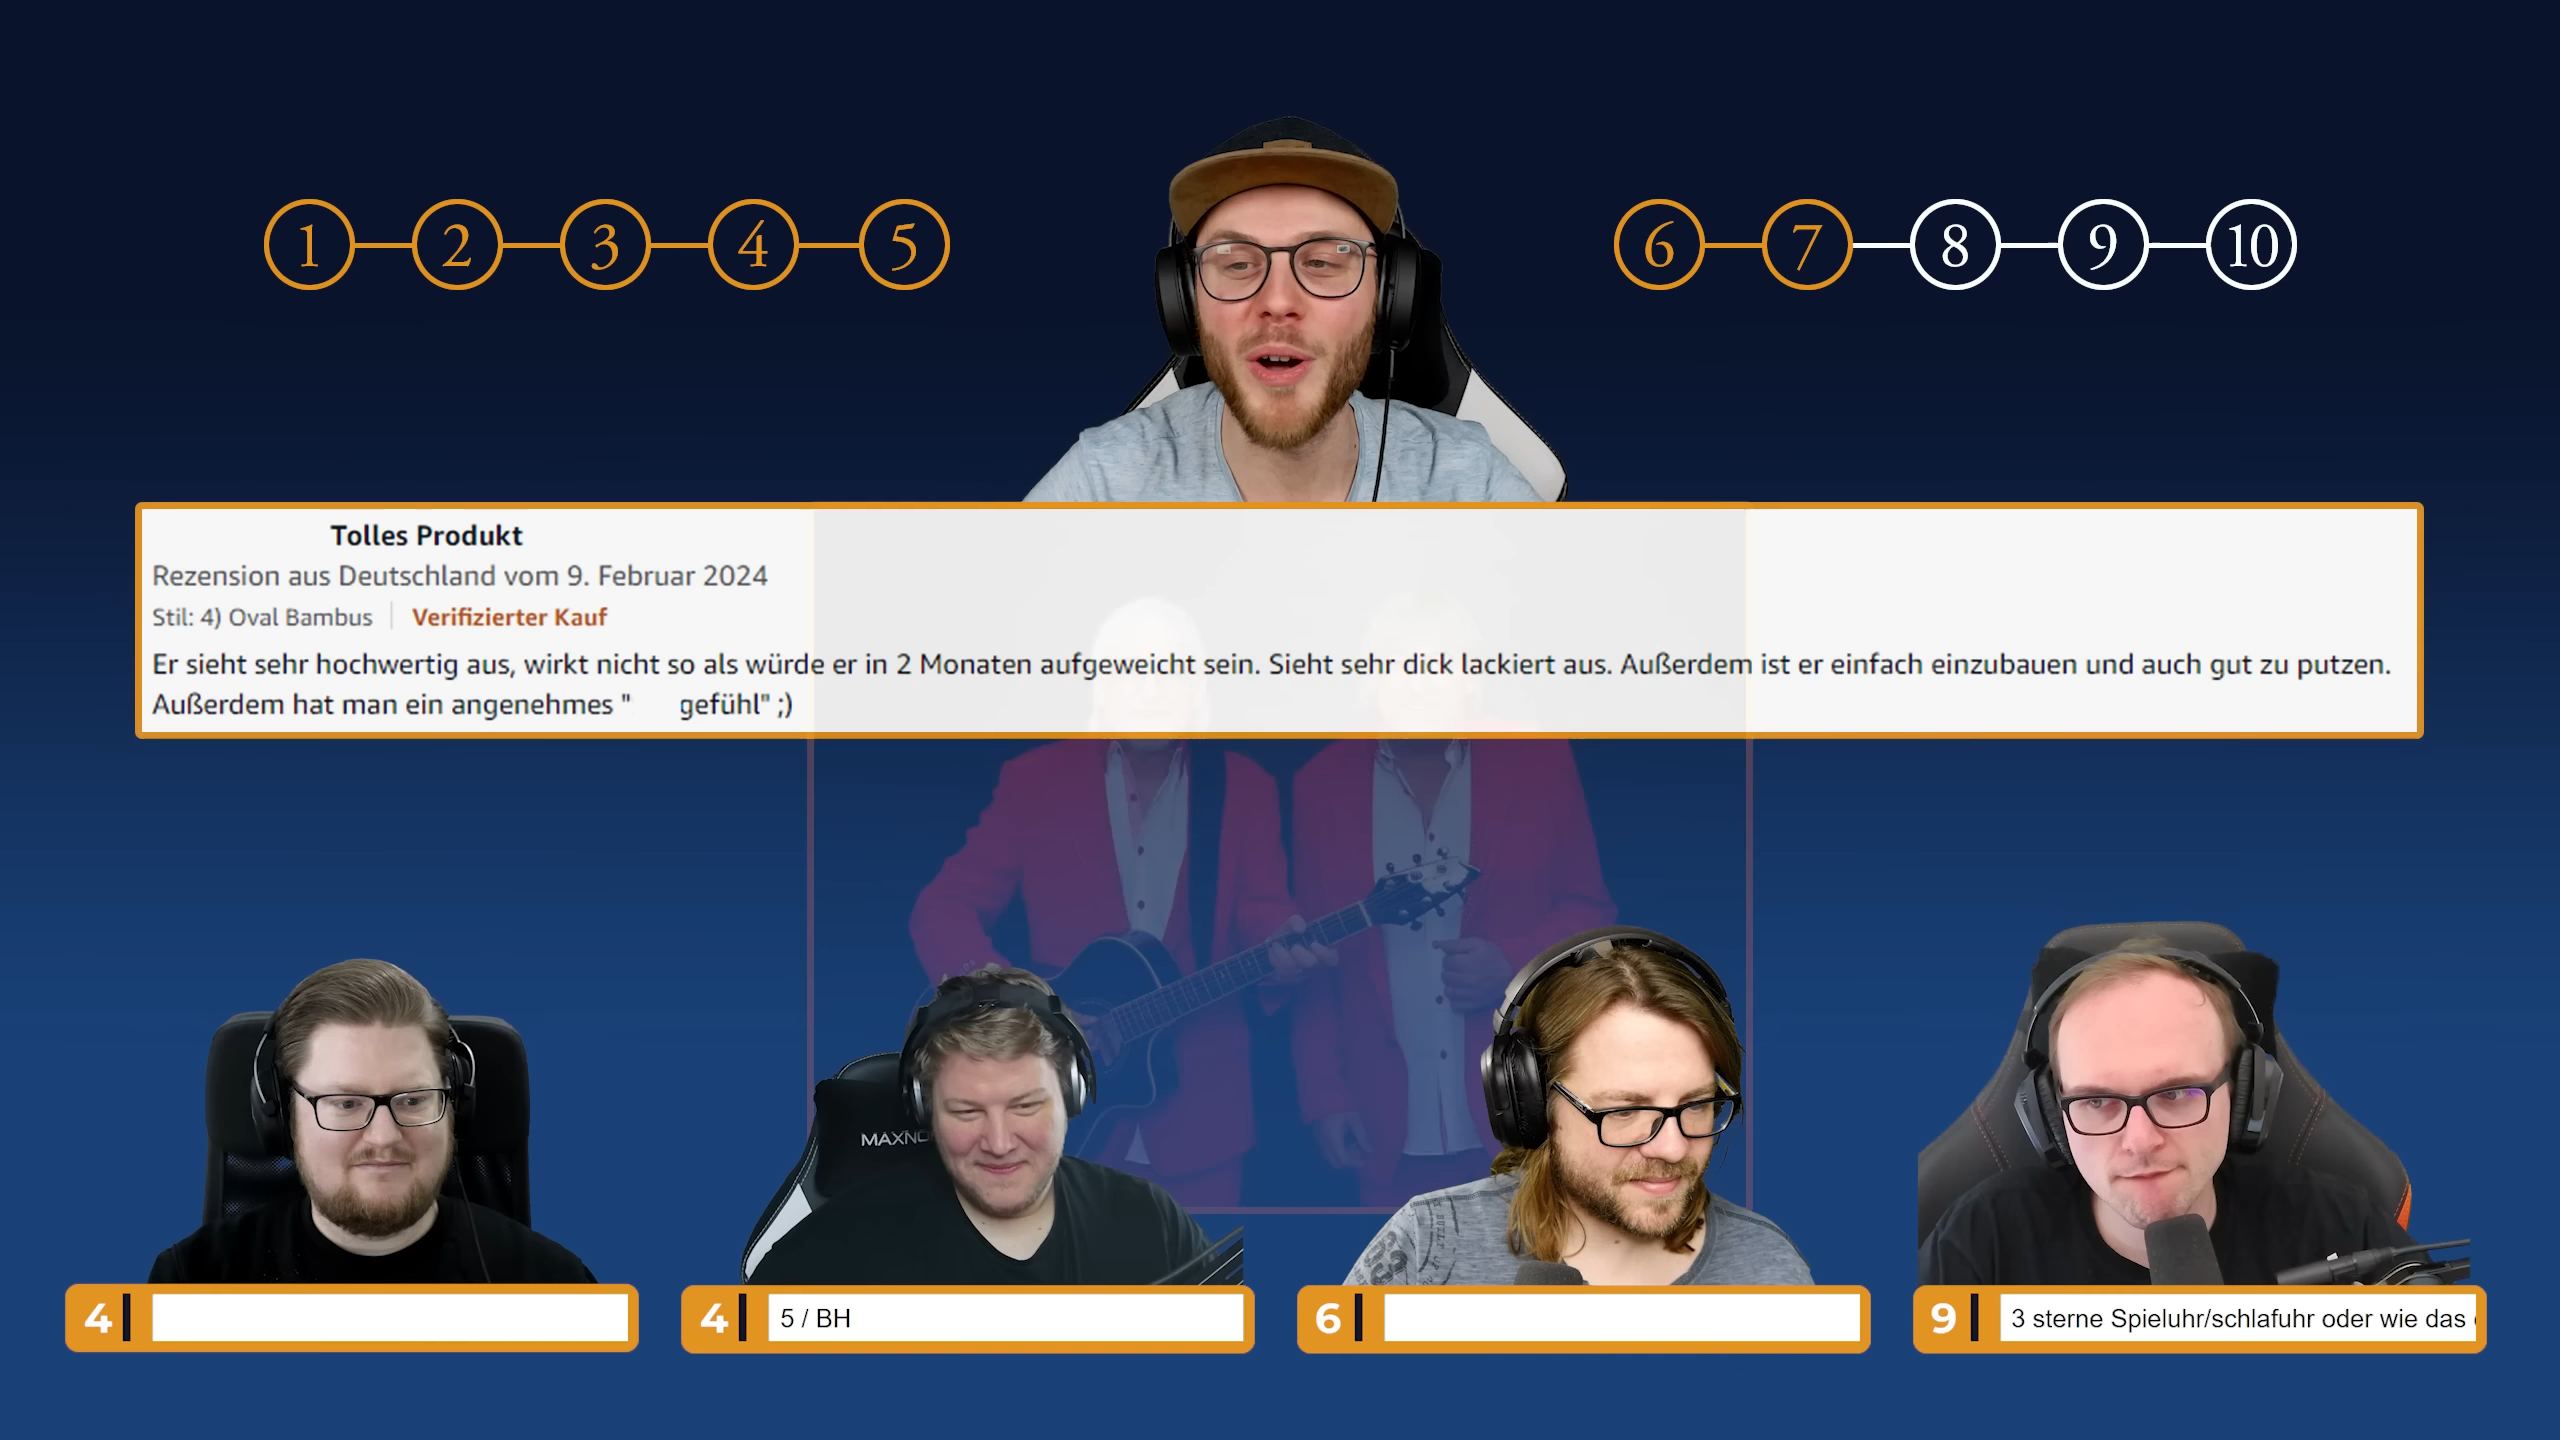 1 2 3 4 5
6 7 8 9 10
Tolles Produkt
Rezension aus Deutschland vom 9. Februar 2024
Stil: 4) Oval Bambus | Verifizierter Kauf
Er sieht sehr hochwertig aus, wirkt nicht so als würde er in 2 Monaten aufgeweicht sein. Sieht sehr dick lackiert aus. Außerdem ist er einfach einzubauen und auch gut zu putzen.
Außerdem hat man ein angenehmes " gefühl" ;)
4
4 5 / BH
6
9 3 sterne Spieluhr/schlafuhr oder wie das